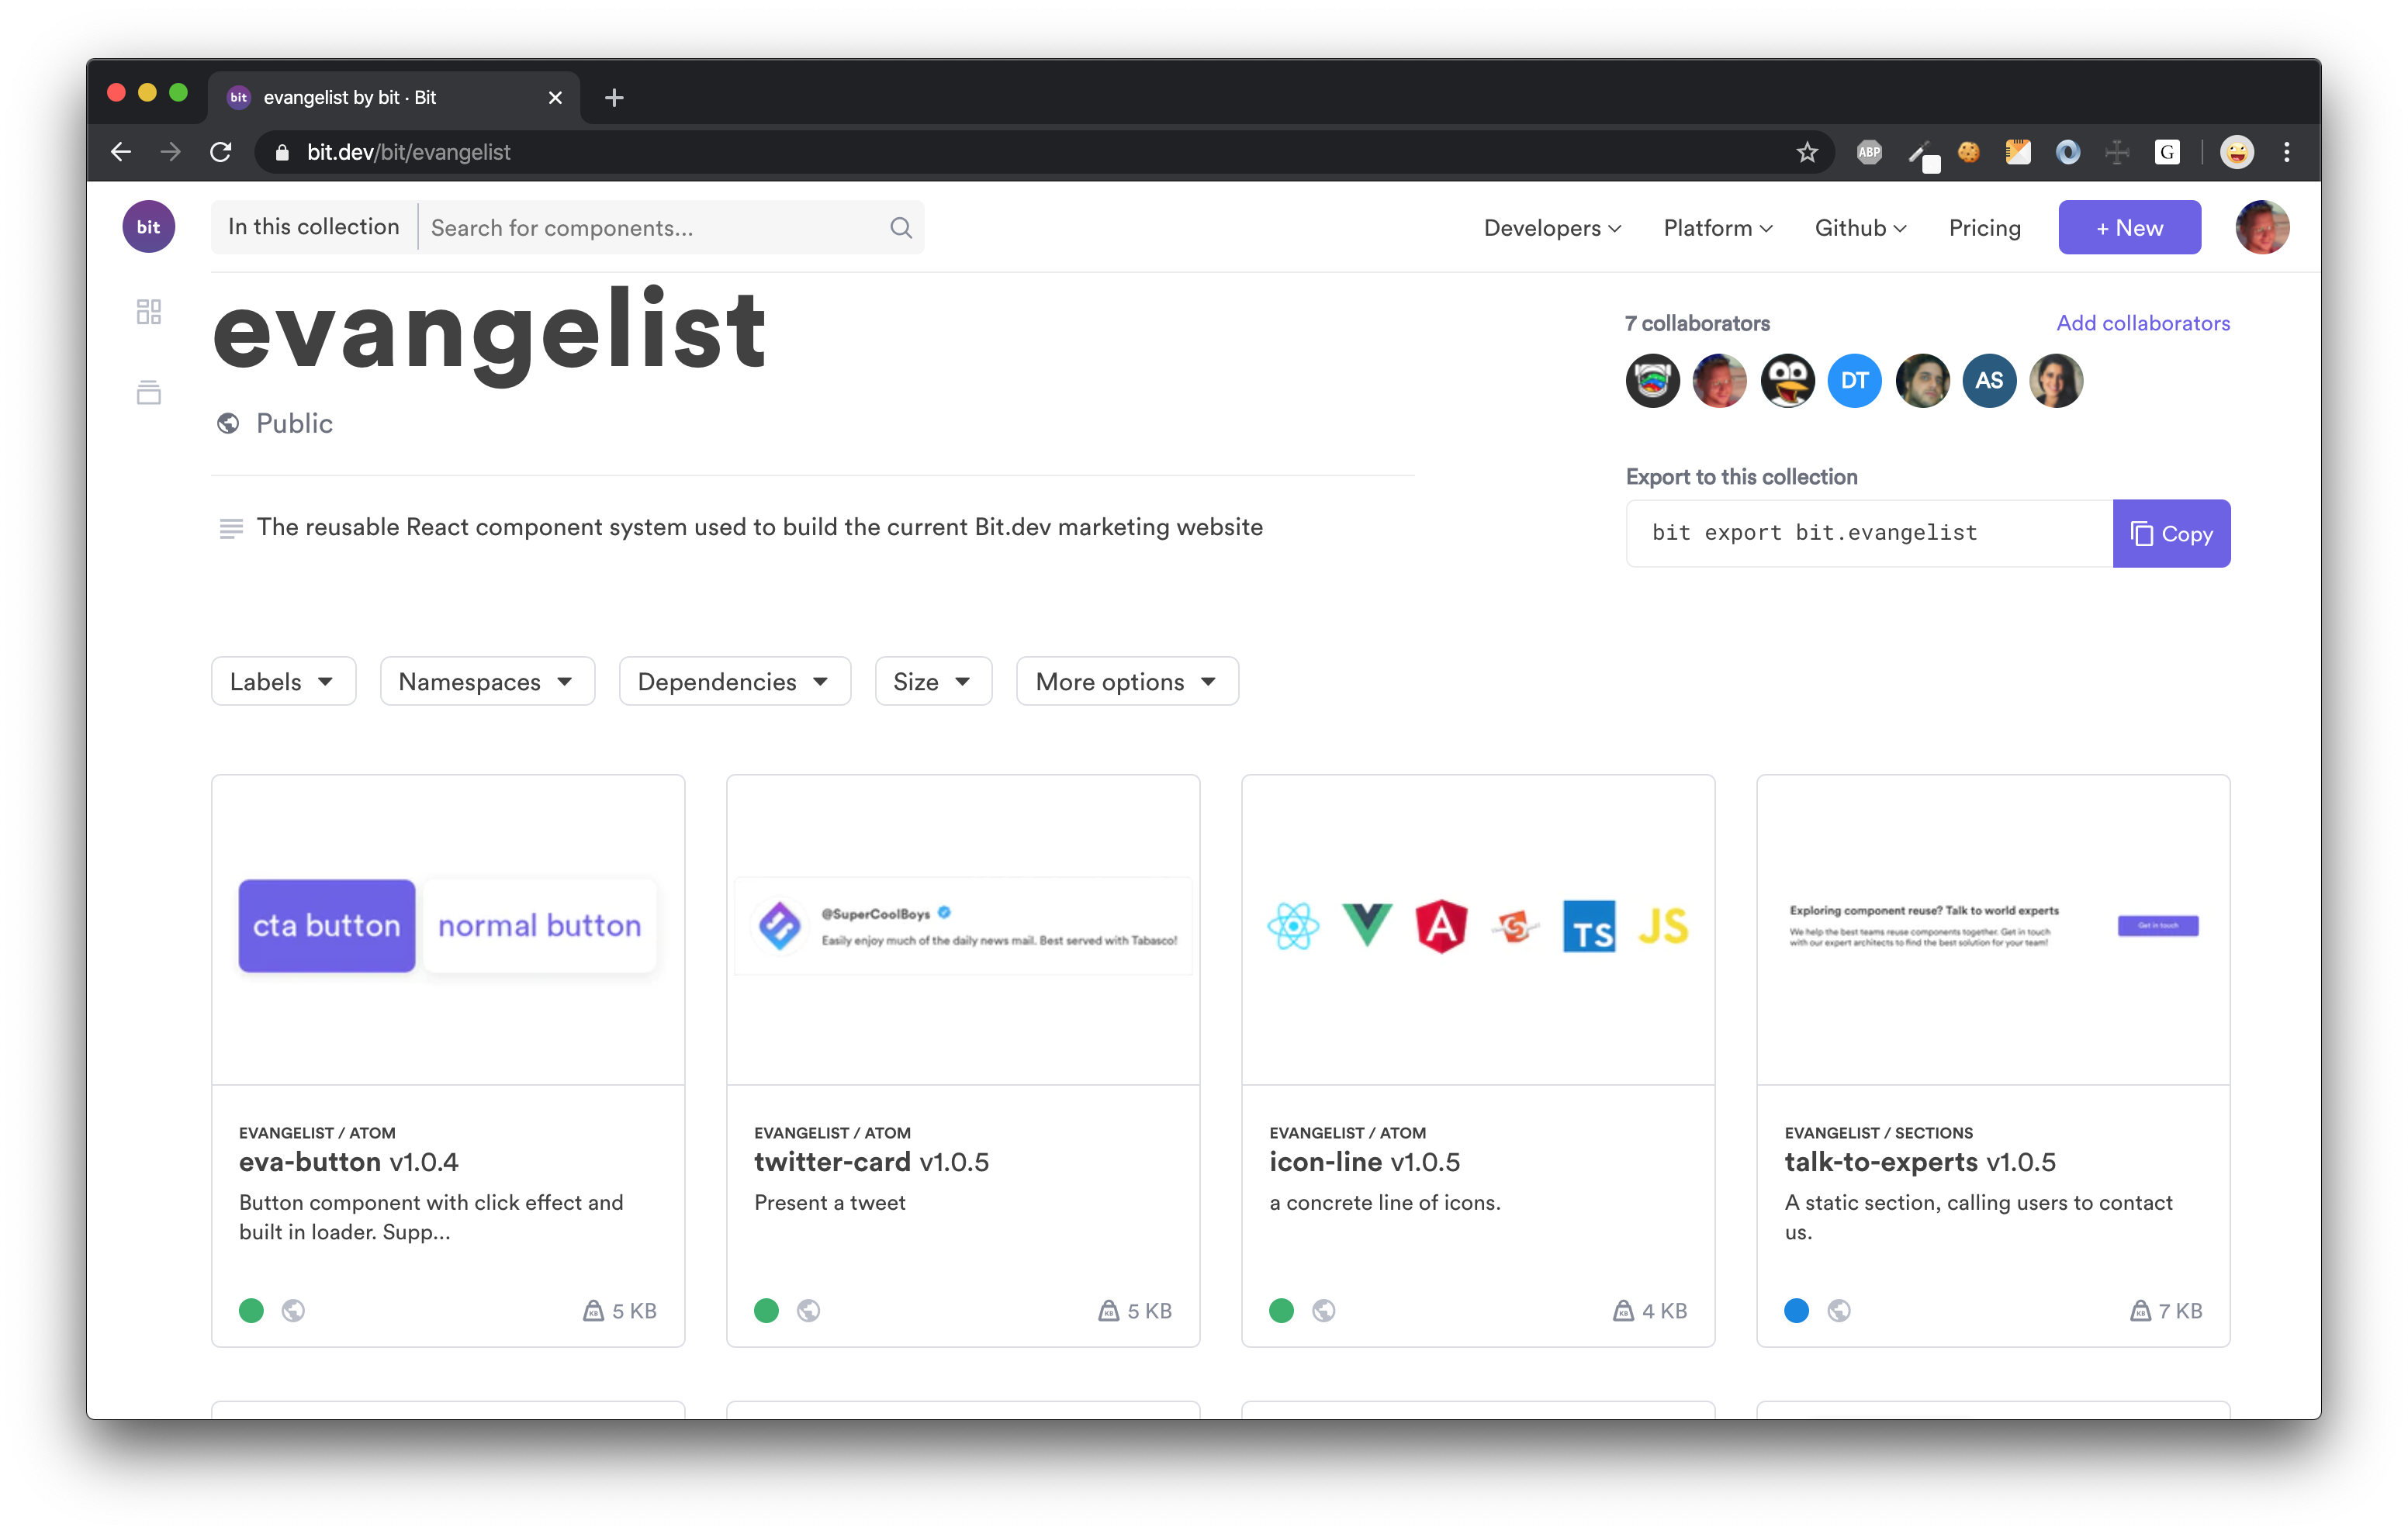 bit evangelist by bit · Bit
bit.dev/bit/evangelist
ABP
G
bit
In this collection
Search for components...
Developers
Platform
Github
Pricing
+ New
evangelist
Public
7 collaborators
Add collaborators
DT
AS
The reusable React component system used to build the current Bit.dev marketing website
Export to this collection
bit export bit.evangelist
Copy
Labels
Namespaces
Dependencies
Size
More options
cta button
normal button
@SuperCoolBoys
Easily enjoy much of the daily news mail. Best served with Tabasco!
TS
JS
Exploring component reuse? Talk to world experts
We help the best teams reuse components together. Get in touch
with our expert architects to find the best solution for your team!
Get in touch
EVANGELIST / ATOM
eva-button v1.0.4
Button component with click effect and
built in loader. Supp...
KB 5 KB
EVANGELIST / ATOM
twitter-card v1.0.5
Present a tweet
KB 5 KB
EVANGELIST / ATOM
icon-line v1.0.5
a concrete line of icons.
KB 4 KB
EVANGELIST / SECTIONS
talk-to-experts v1.0.5
A static section, calling users to contact
us.
KB 7 KB